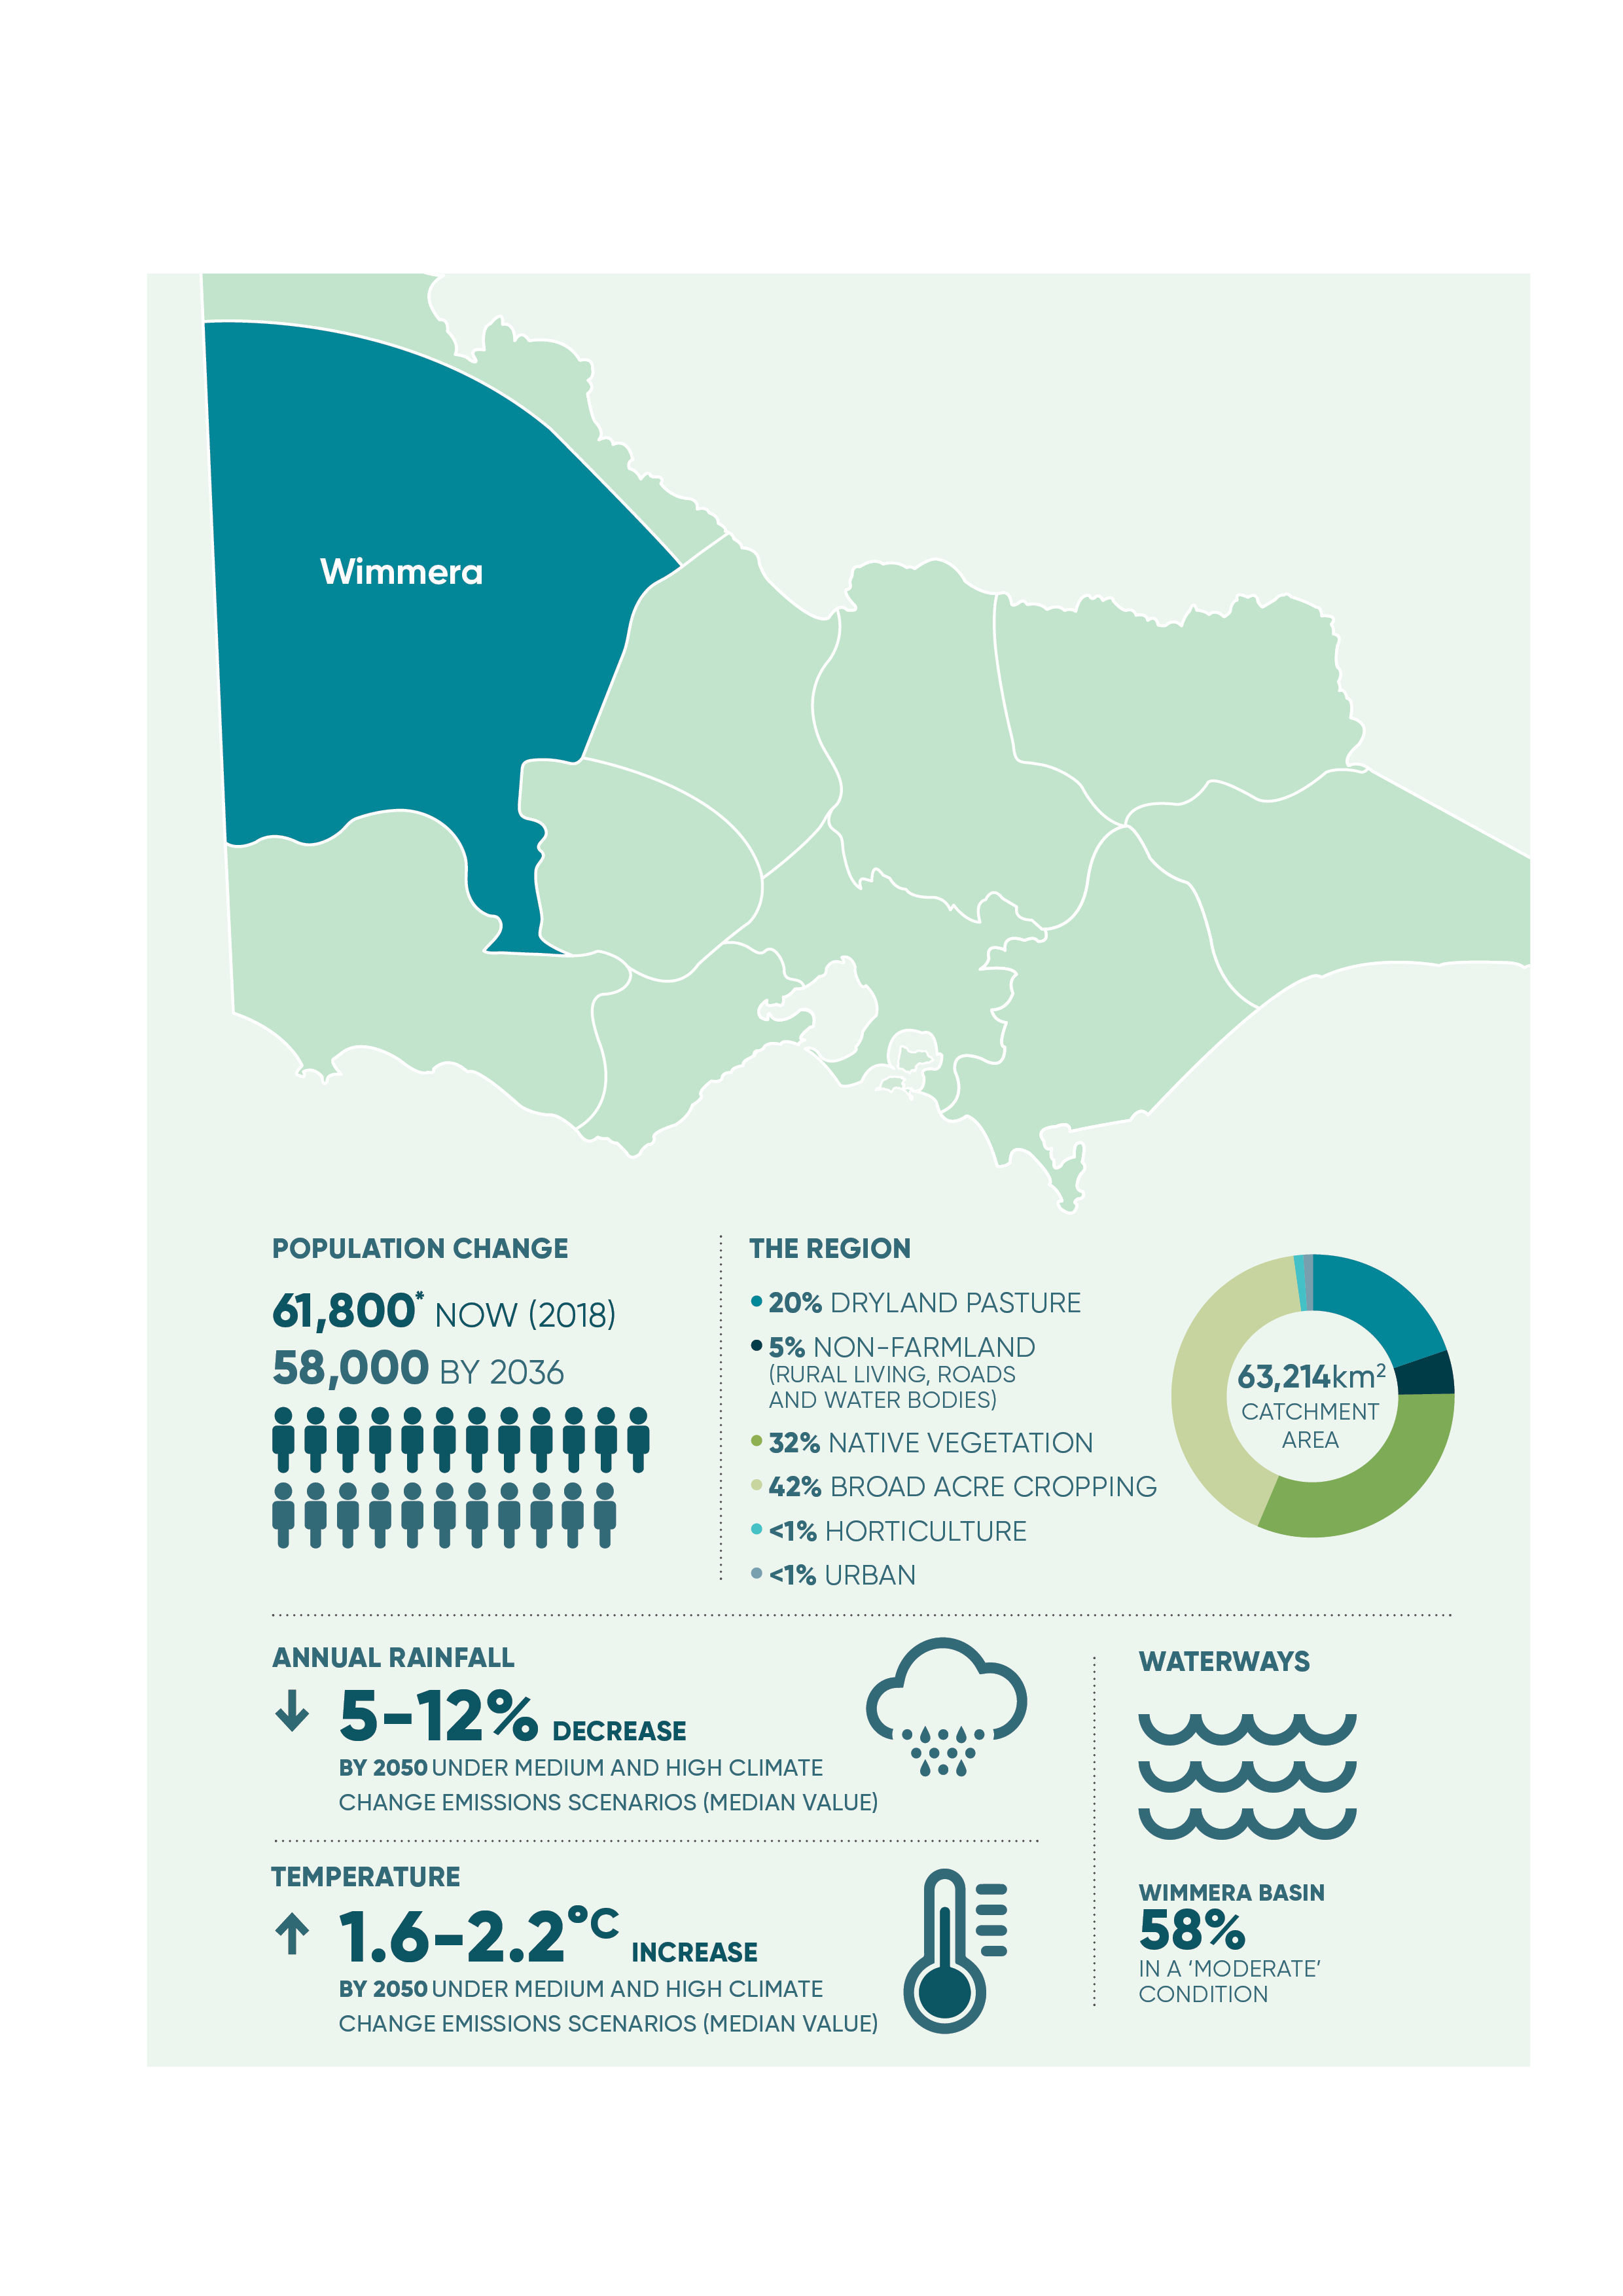 Wimmera
POPULATION CHANGE
61,800* NOW (2018)
58,000 BY 2036
THE REGION
20% DRYLAND PASTURE
5% NON-FARMLAND
(RURAL LIVING, ROADS
AND WATER BODIES)
32% NATIVE VEGETATION
42% BROAD ACRE CROPPING
<1% HORTICULTURE
<1% URBAN
63,214km²
CATCHMENT
AREA
ANNUAL RAINFALL
5-12% DECREASE
BY 2050 UNDER MEDIUM AND HIGH CLIMATE
CHANGE EMISSIONS SCENARIOS (MEDIAN VALUE)
TEMPERATURE
1.6-2.2°C INCREASE
BY 2050 UNDER MEDIUM AND HIGH CLIMATE
CHANGE EMISSIONS SCENARIOS (MEDIAN VALUE)
WATERWAYS
WIMMERA BASIN
58%
IN A ‘MODERATE’
CONDITION